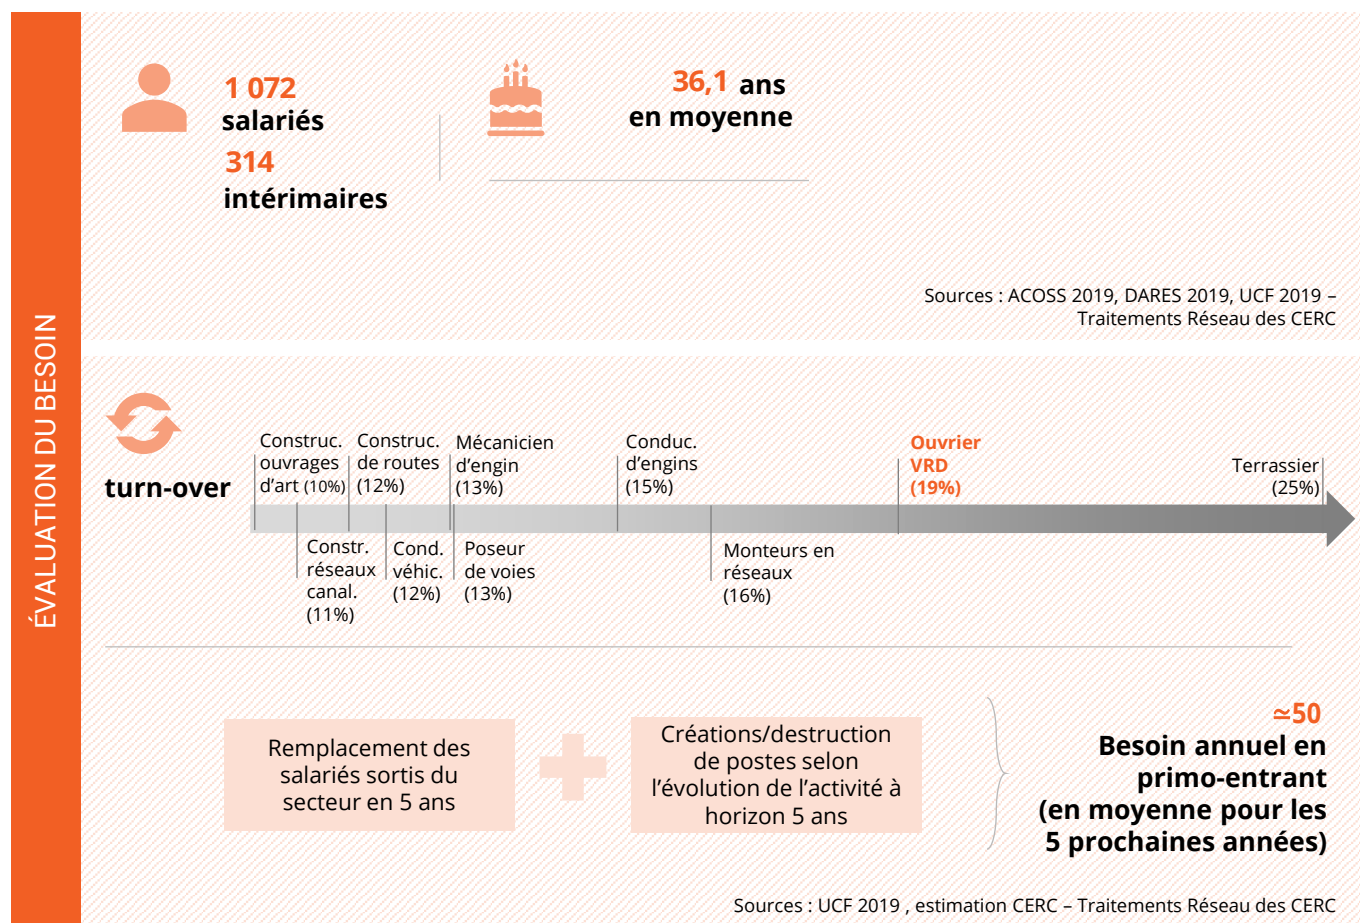 ÉVALUATION DU BESOIN
1 072
salariés
314
intérimaires
36,1 ans
en moyenne
Sources : ACOSS 2019, DARES 2019, UCF 2019 –
Traitements Réseau des CERC
turn-over
Construc.
ouvrages
d'art (10%)
Construc.
de routes
(12%)
Mécanicien
d'engin
(13%)
Conduc.
d'engins
(15%)
Ouvrier
VRD
(19%)
Terrassier
(25%)
Constr.
réseaux
canal.
(11%)
Cond.
véhic.
(12%)
Poseur
de voies
(13%)
Monteurs en
réseaux
(16%)
Remplacement des
salariés sortis du
secteur en 5 ans
Créations/destruction
de postes selon
l'évolution de l'activité à
horizon 5 ans
≃50
Besoin annuel en
primo-entrant
(en moyenne pour les
5 prochaines années)
Sources : UCF 2019 , estimation CERC – Traitements Réseau des CERC